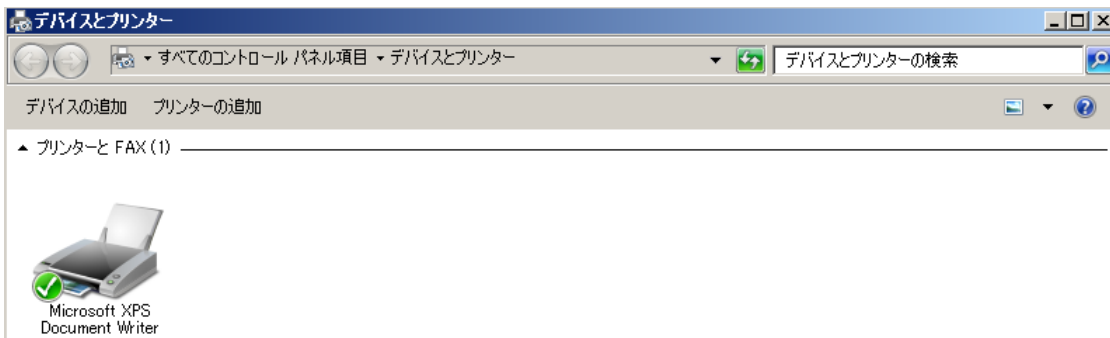 デバイスとプリンター
すべてのコントロール パネル項目 デバイスとプリンター デバイスとプリンターの検索
デバイスの追加 プリンターの追加
プリンターと FAX (1)
Microsoft XPS
Document Writer